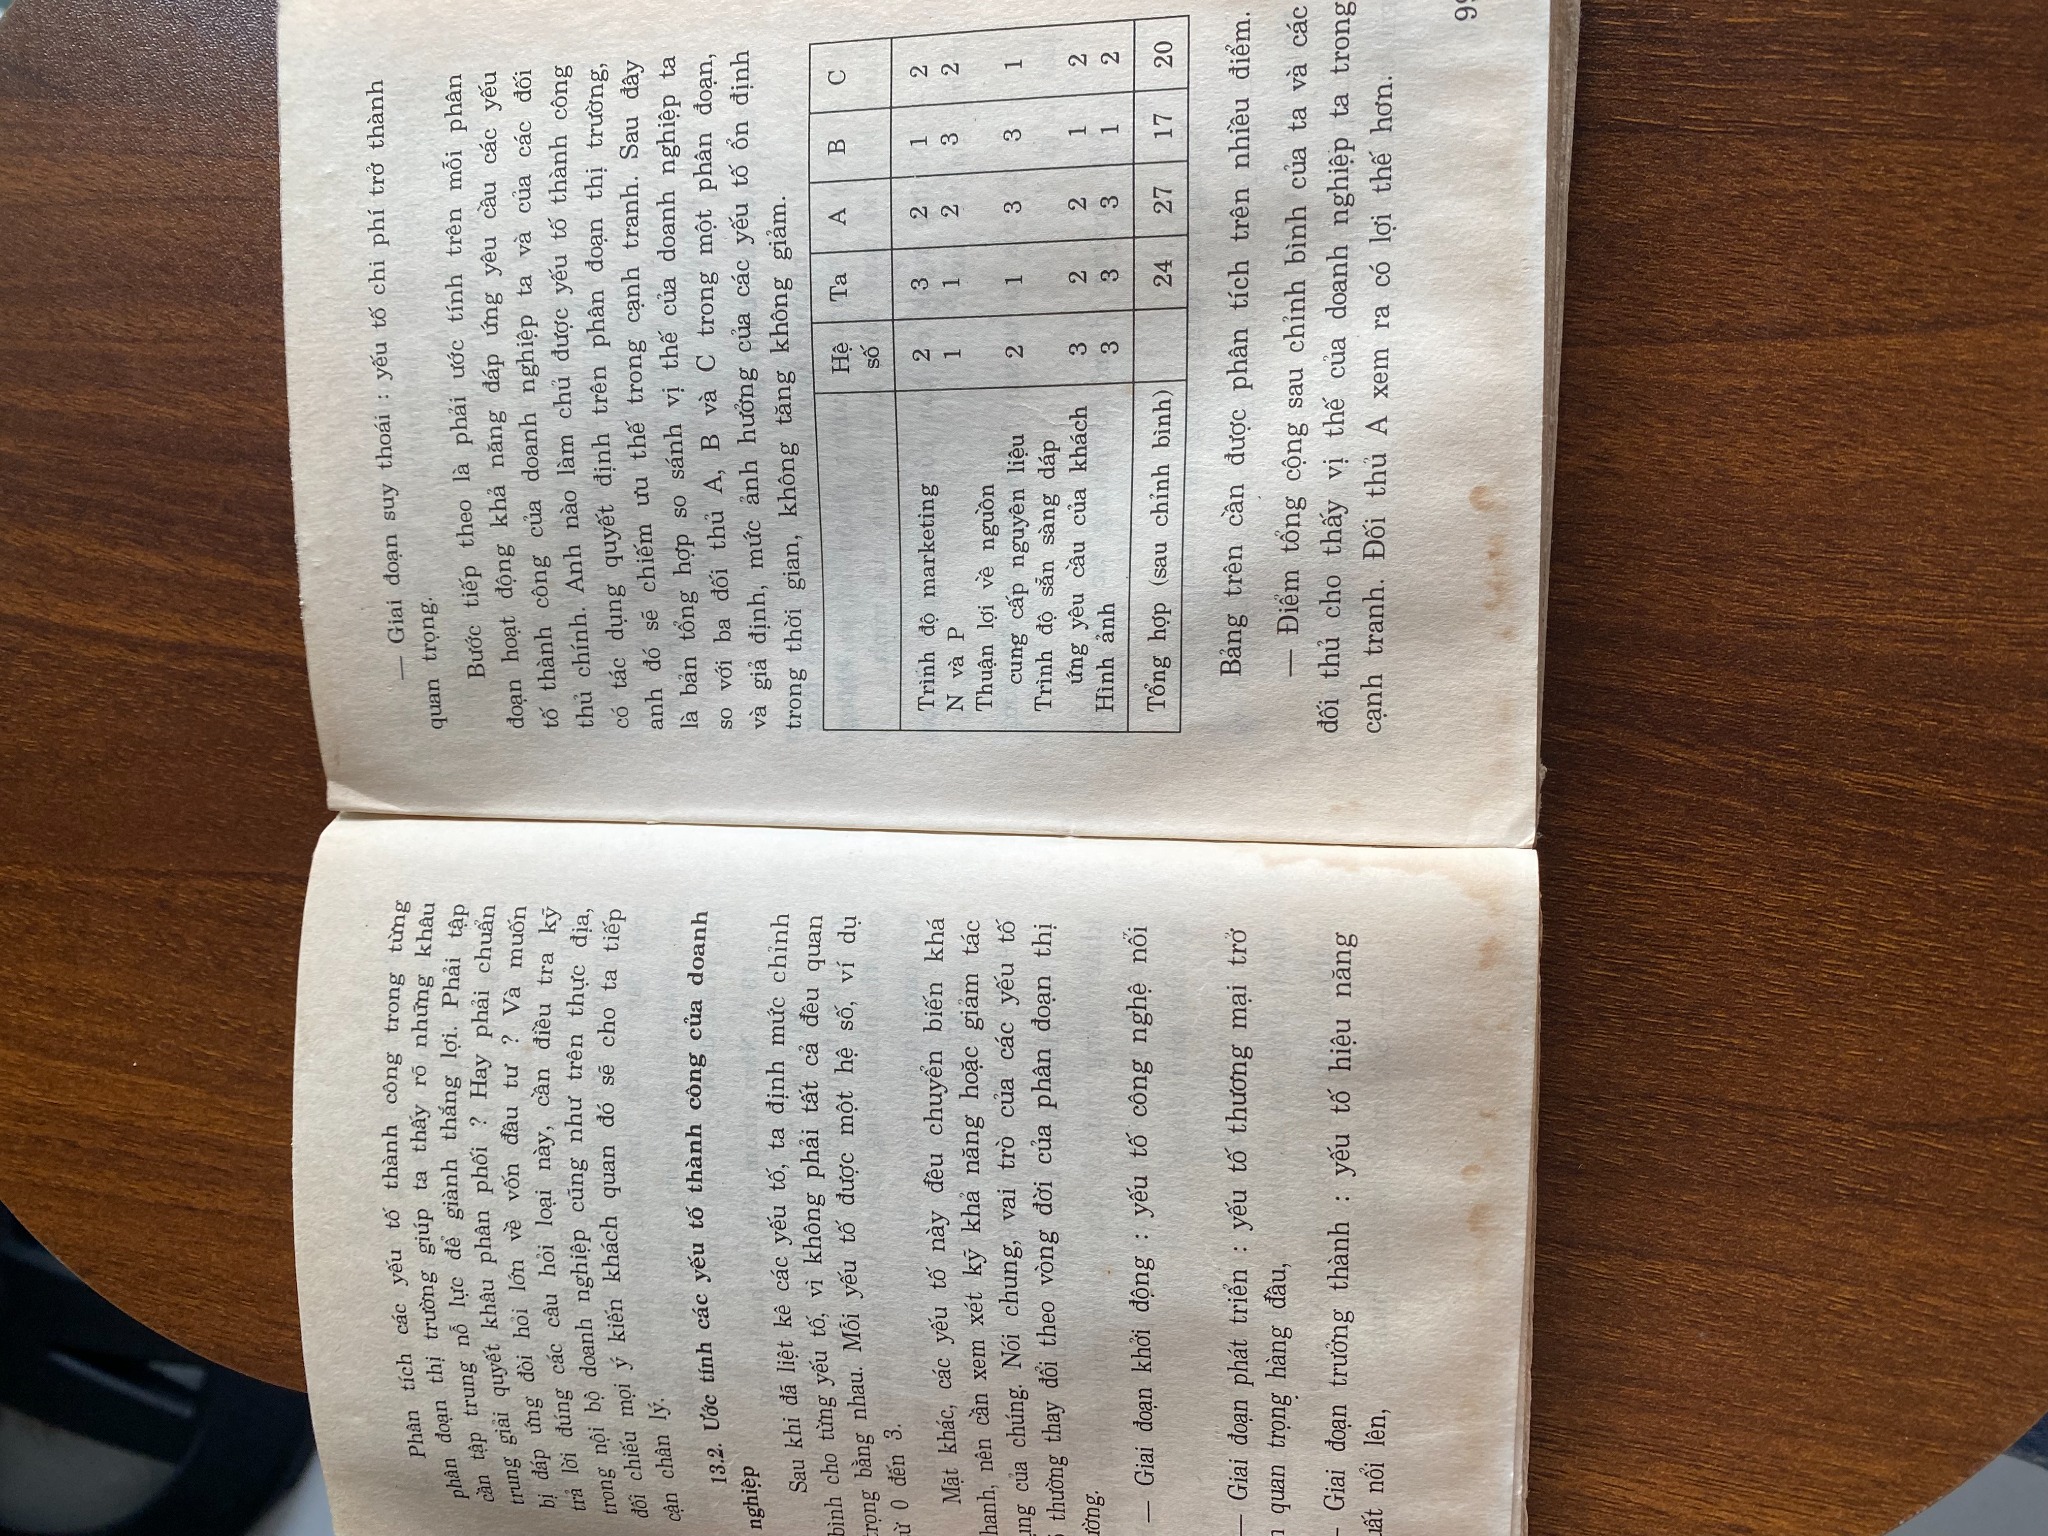 Phân tích các yếu tố thành công trong từng
phân đoạn thị trường giúp ta thấy rõ những khâu
cần tập trung nỗ lực để giành thắng lợi. Phải tập
trung giải quyết khâu phân phối ? Hay phải chuẩn
bị đáp ứng đòi hỏi lớn về vốn đầu tư ? Và muốn
trả lời đúng các câu hỏi loại này, cần điều tra kỹ
trong nội bộ doanh nghiệp cũng như trên thực địa,
đối chiếu mọi ý kiến khách quan đó sẽ cho ta tiếp
cận chân lý.
13.2. Ước tính các yếu tố thành công của doanh
nghiệp
Sau khi đã liệt kê các yếu tố, ta định mức chỉnh
bình cho từng yếu tố, vì không phải tất cả đều quan
trọng bằng nhau. Mỗi yếu tố được một hệ số, ví dụ
0 đến 3.
Mặt khác, các yếu tố này đều chuyển biến khá
nên cần xem xét kỹ khả năng hoặc giảm tác
của chúng. Nói chung, vai trò của các yếu tố
thường thay đổi theo vòng đời của phân đoạn thị
— Giai đoạn khởi động : yếu tố công nghệ nổi
— Giai đoạn phát triển : yếu tố thương mại trở
quan trọng hàng đầu,
- Giai đoạn trưởng thành : yếu tố hiệu năng
nổi lên,
— Giai đoạn suy thoái : yếu tố chi phí trở thành
quan trọng.
Bước tiếp theo là phải ước tính trên mỗi phân
đoạn hoạt động khả năng đáp ứng yêu cầu các yếu
tố thành công của doanh nghiệp ta và của các đối
thủ chính. Anh nào làm chủ được yếu tố thành công
có tác dụng quyết định trên phân đoạn thị trường,
anh đó sẽ chiếm ưu thế trong cạnh tranh. Sau đây
là bản tổng hợp so sánh vị thế của doanh nghiệp ta
so với ba đối thủ A, B và C trong một phân đoạn,
và giả định, mức ảnh hưởng của các yếu tố ổn định
trong thời gian, không tăng không giảm.
Hệ số Ta A B C
Trình độ marketing 2 3 2 1 2
N và P 1 1 2 3 2
Thuận lợi về nguồn
cung cấp nguyên liệu 2 1 3 3 1
Trình độ sẵn sàng đáp
ứng yêu cầu của khách 3 2 2 1 2
Hình ảnh 3 3 3 1 2
Tổng hợp (sau chỉnh bình) 24 27 17 20
Bảng trên cần được phân tích trên nhiều điểm.
— Điểm tổng cộng sau chỉnh bình của ta và các
đối thủ cho thấy vị thế của doanh nghiệp ta trong
cạnh tranh. Đối thủ A xem ra có lợi thế hơn.